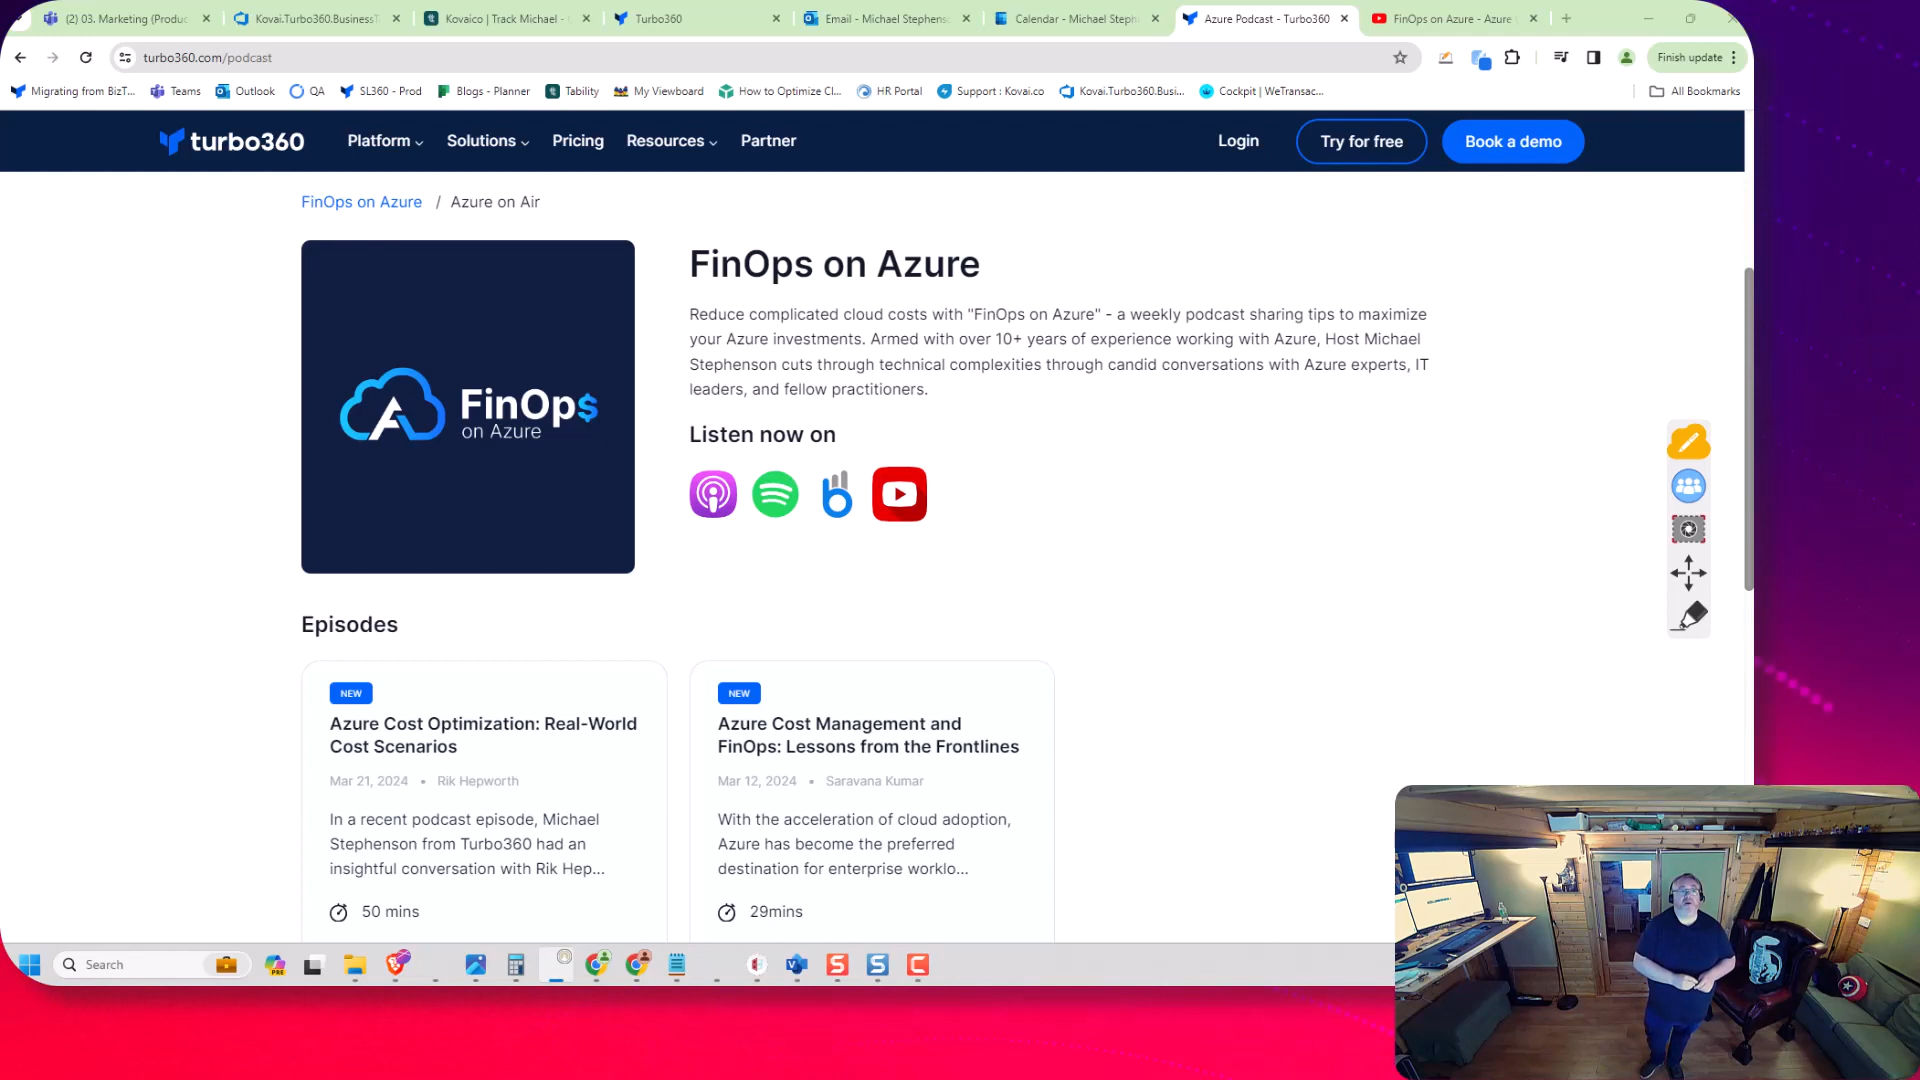 (2) 03. Marketing (Produc
Kovai.Turbo360.BusinessT
Kovaico | Track Michael -
Turbo360
Email - Michael Stephens
Calendar - Michael Steph
Azure Podcast - Turbo360
FinOps on Azure - Azure
turbo360.com/podcast
Finish update
Migrating from BizT...
Teams
Outlook
QA
SL360 - Prod
Blogs - Planner
Tability
My Viewboard
How to Optimize Cl...
HR Portal
Support : Kovai.co
Kovai.Turbo360.Busi...
Cockpit | WeTransac...
All Bookmarks
turbo360
Platform
Solutions
Pricing
Resources
Partner
Login
Try for free
Book a demo
FinOps on Azure / Azure on Air
FinOp$
on Azure
FinOps on Azure
Reduce complicated cloud costs with "FinOps on Azure" - a weekly podcast sharing tips to maximize
your Azure investments. Armed with over 10+ years of experience working with Azure, Host Michael
Stephenson cuts through technical complexities through candid conversations with Azure experts, IT
leaders, and fellow practitioners.
Listen now on
Episodes
NEW
Azure Cost Optimization: Real-World
Cost Scenarios
Mar 21, 2024 • Rik Hepworth
In a recent podcast episode, Michael
Stephenson from Turbo360 had an
insightful conversation with Rik Hep...
50 mins
NEW
Azure Cost Management and
FinOps: Lessons from the Frontlines
Mar 12, 2024 • Saravana Kumar
With the acceleration of cloud adoption,
Azure has become the preferred
destination for enterprise worklo...
29mins
Search
PRE